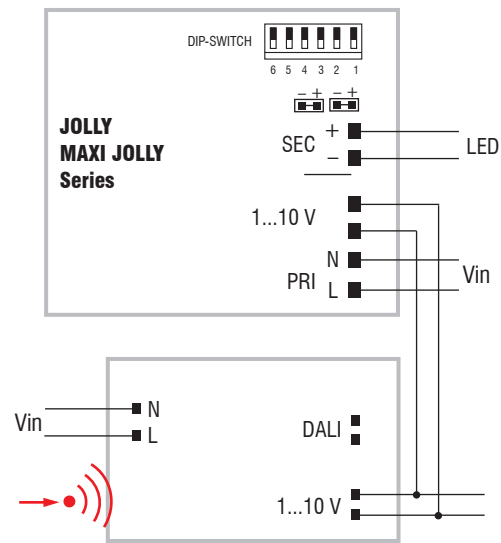 DIP-SWITCH
6 5 4 3 2 1
– + – +
JOLLY
MAXI JOLLY
Series
SEC + –
LED
1...10 V
PRI N L
Vin
Vin
N
L
DALI
1...10 V